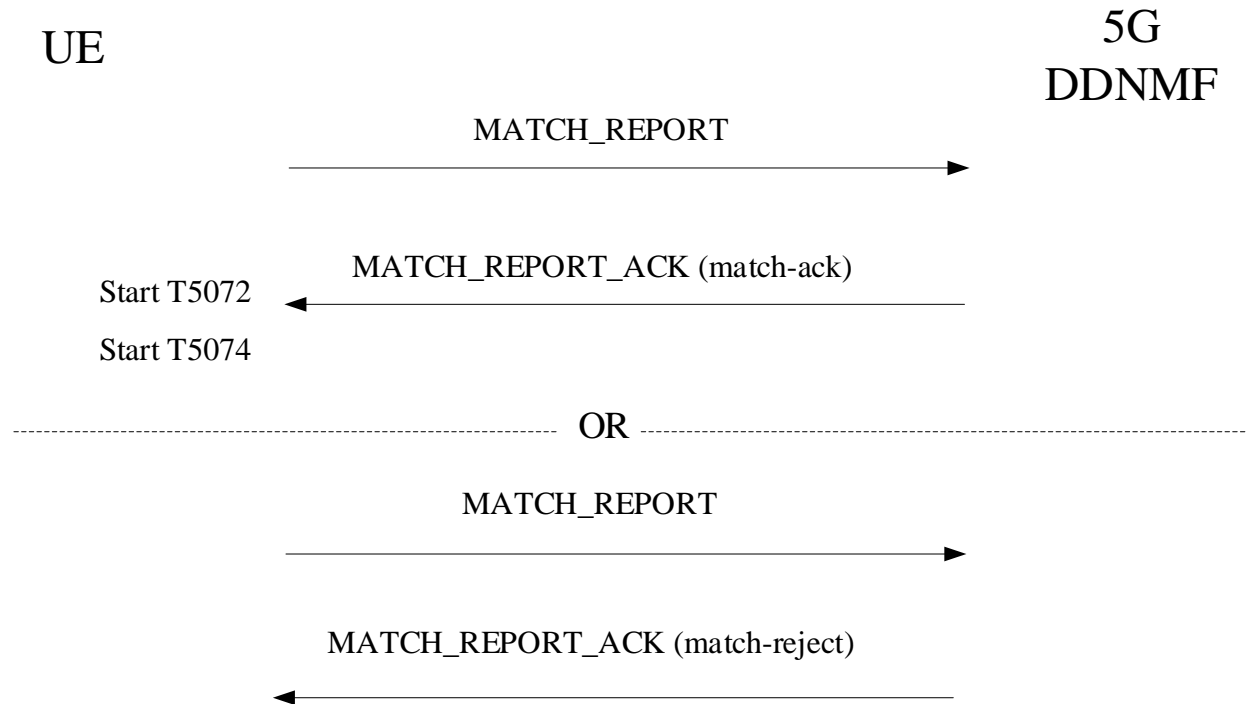 UE
5G
DDNMF
MATCH_REPORT
MATCH_REPORT_ACK (match-ack)
Start T5072
Start T5074
OR
MATCH_REPORT
MATCH_REPORT_ACK (match-reject)